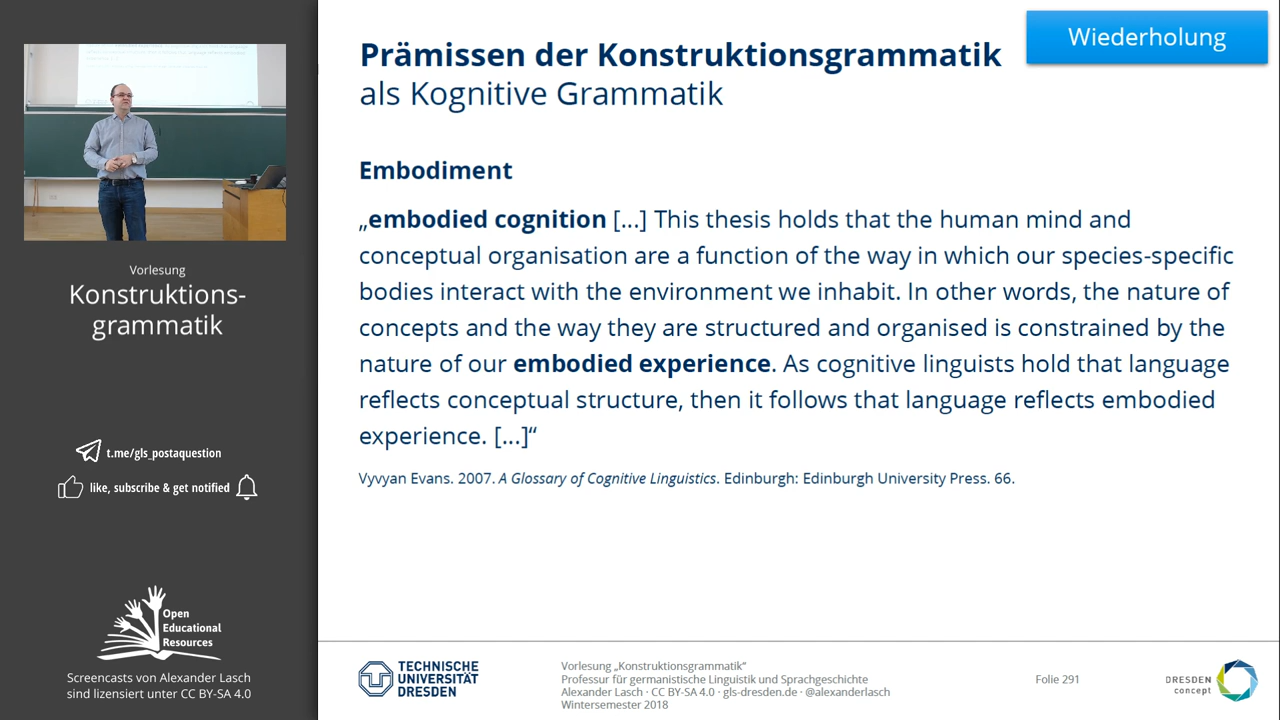 Wiederholung
Prämissen der Konstruktionsgrammatik
als Kognitive Grammatik
Embodiment
„embodied cognition [...] This thesis holds that the human mind and
conceptual organisation are a function of the way in which our species-specific
bodies interact with the environment we inhabit. In other words, the nature of
concepts and the way they are structured and organised is constrained by the
nature of our embodied experience. As cognitive linguists hold that language
reflects conceptual structure, then it follows that language reflects embodied
experience. [...]“
Vyvyan Evans. 2007. A Glossary of Cognitive Linguistics. Edinburgh: Edinburgh University Press. 66.
Vorlesung
Konstruktions-
grammatik
t.me/gls_postaquestion
like, subscribe & get notified
Open
Educational
Resources
Screencasts von Alexander Lasch
sind lizensiert unter CC BY-SA 4.0
TECHNISCHE
UNIVERSITÄT
DRESDEN
Vorlesung „Konstruktionsgrammatik“
Professur für germanistische Linguistik und Sprachgeschichte
Alexander Lasch · CC BY-SA 4.0 · gls-dresden.de · @alexanderlasch
Wintersemester 2018
Folie 291
DRESDEN
concept